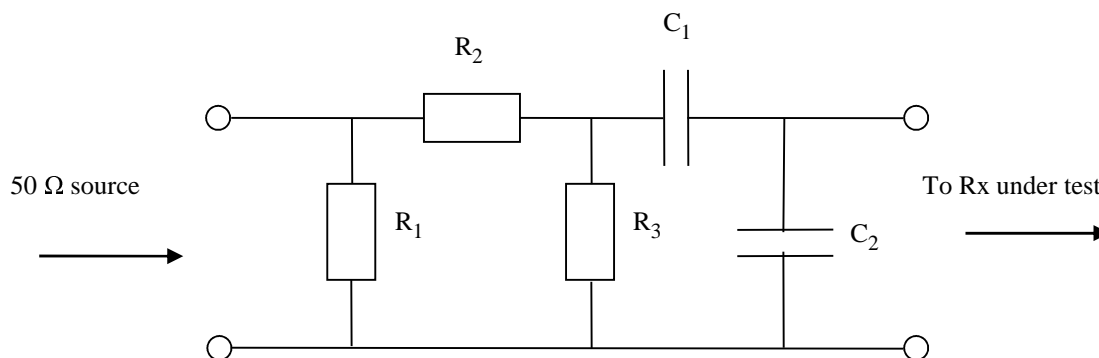 C₁
R₂
50 Ω source
R₁
R₃
C₂
To Rx under test